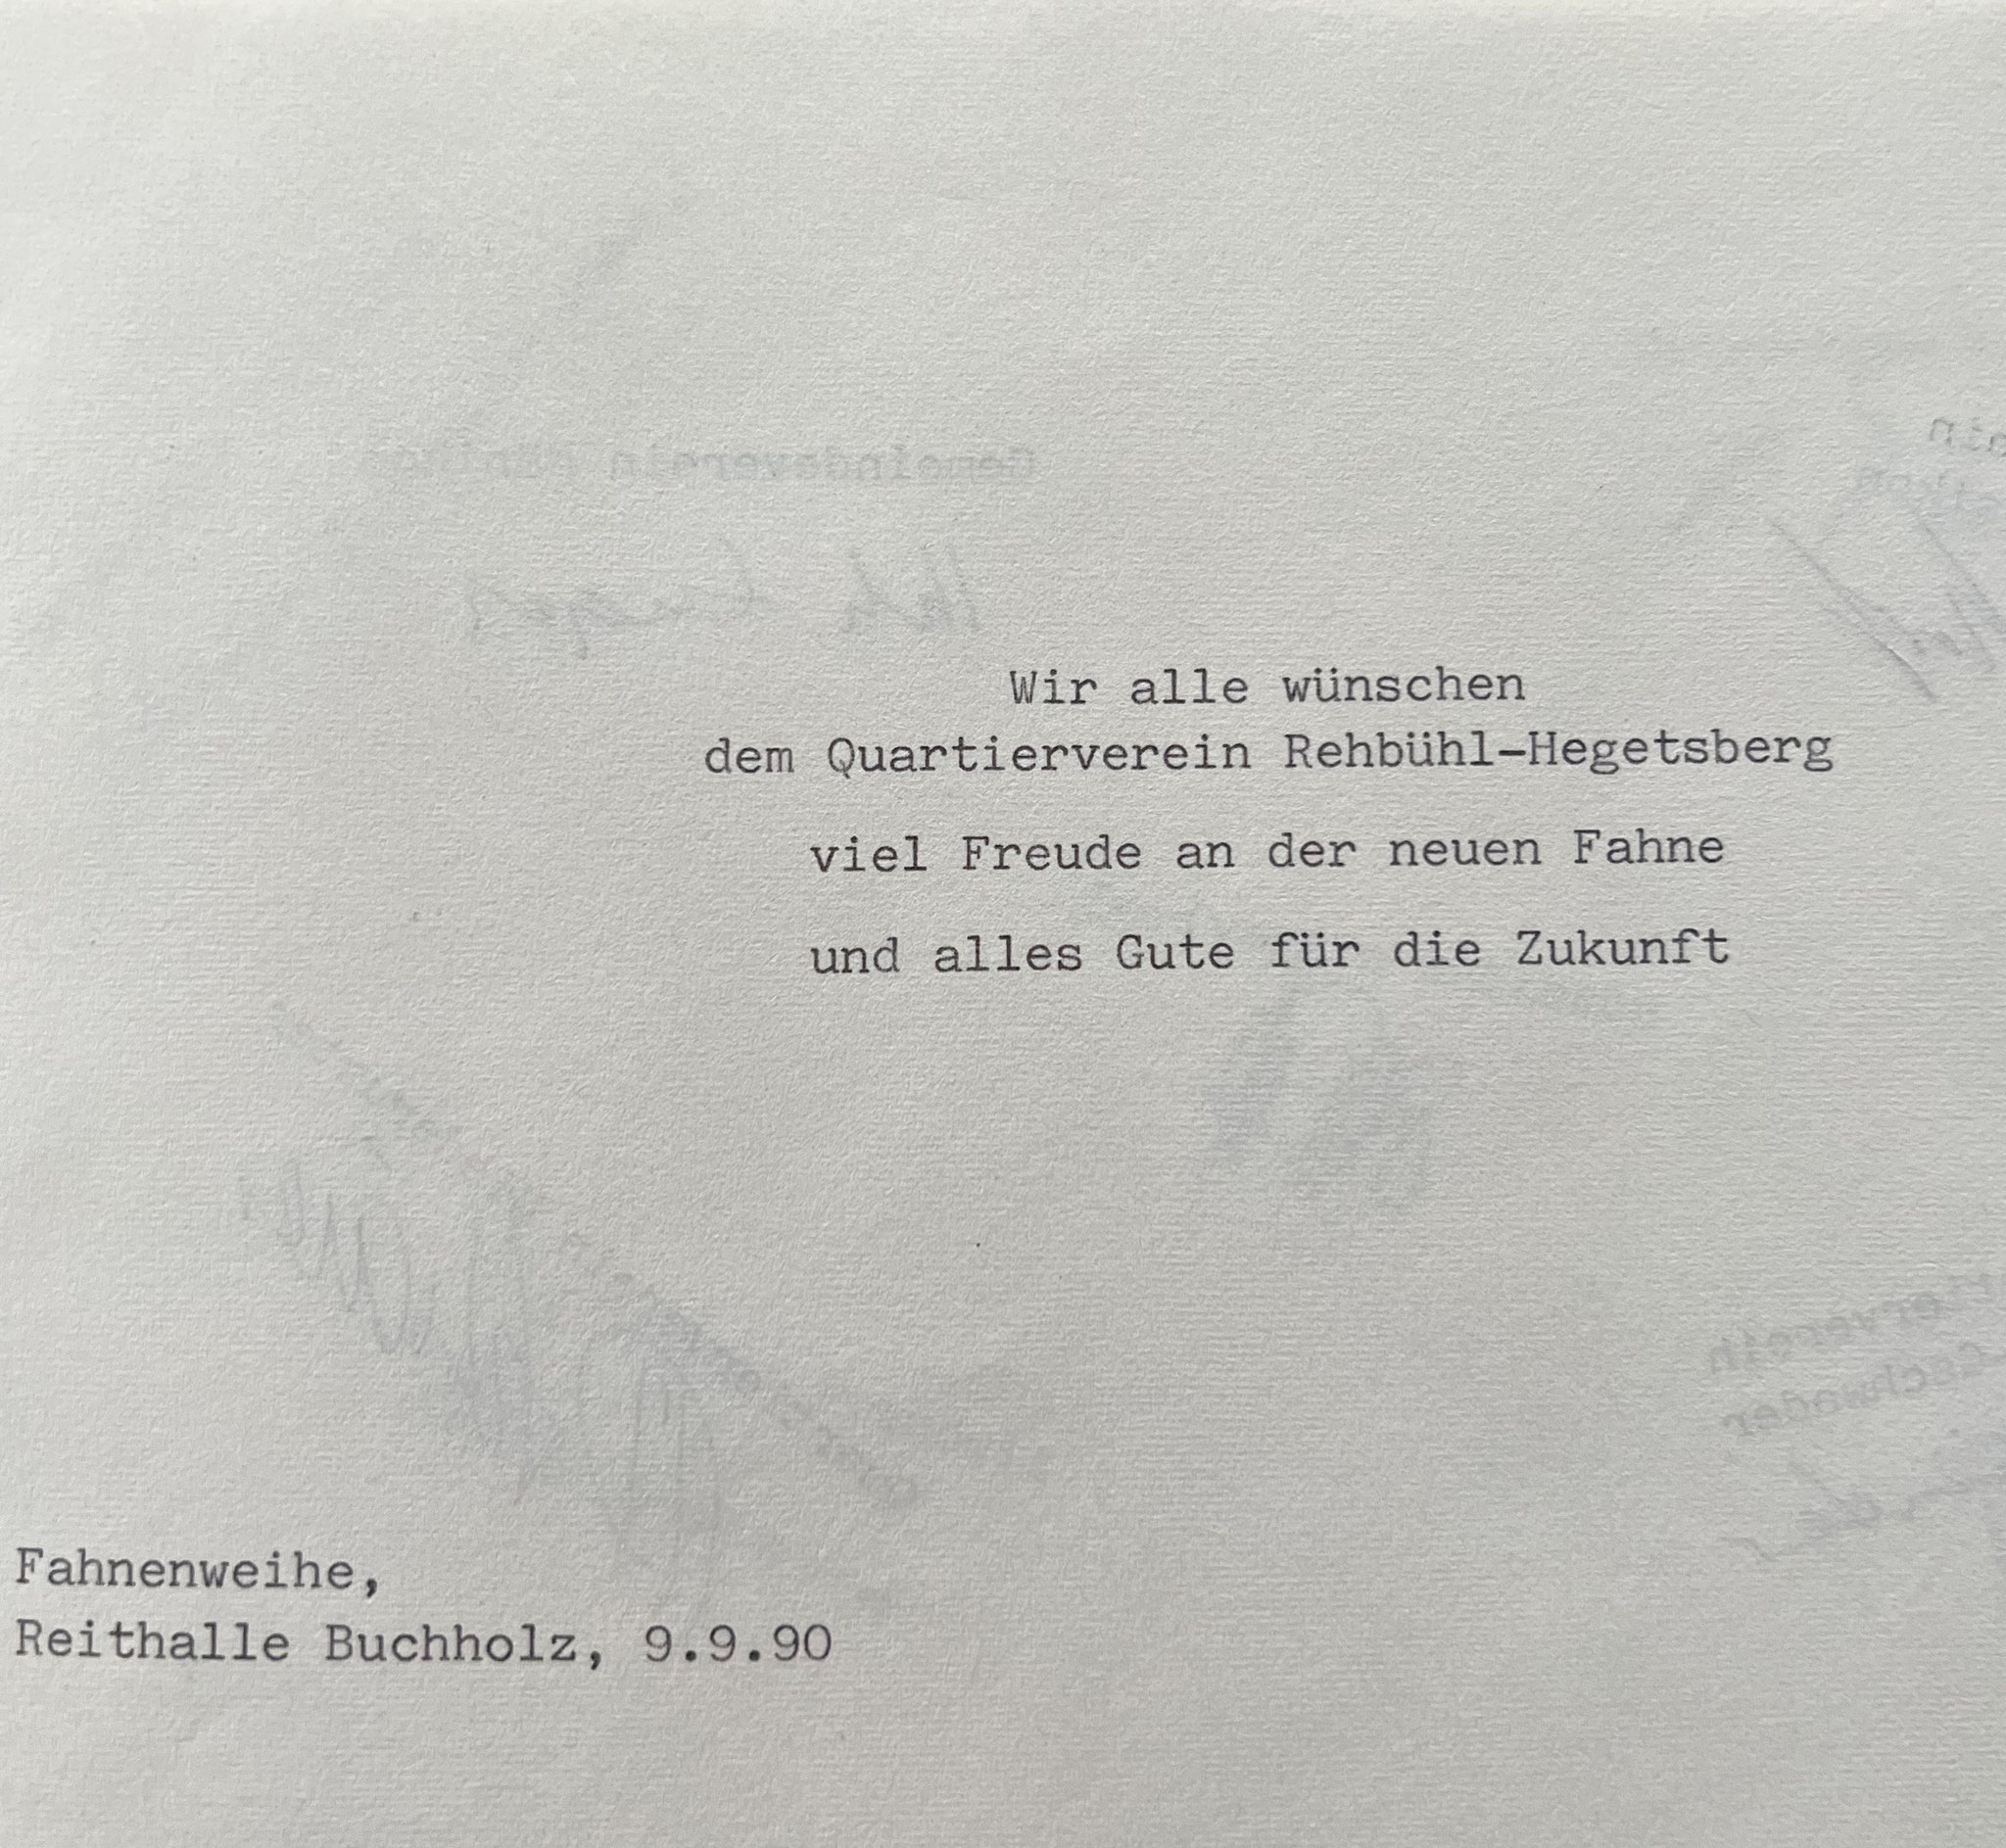 Wir alle wünschen
dem Quartierverein Rehbühl-Hegetsberg
viel Freude an der neuen Fahne
und alles Gute für die Zukunft
Fahnenweihe,
Reithalle Buchholz, 9.9.90